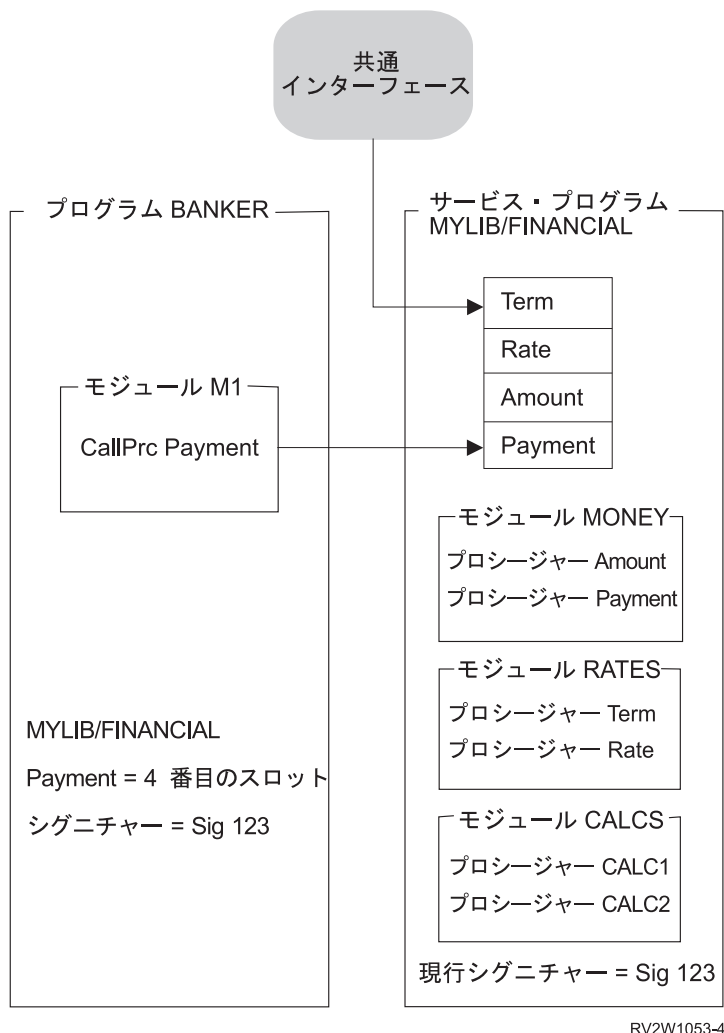 共通
インターフェース
プログラム BANKER
モジュール M1
CallPrc Payment
MYLIB/FINANCIAL
Payment = 4 番目のスロット
シグニチャー = Sig 123
サービス・プログラム
MYLIB/FINANCIAL
Term
Rate
Amount
Payment
モジュール MONEY
プロシージャー Amount
プロシージャー Payment
モジュール RATES
プロシージャー Term
プロシージャー Rate
モジュール CALCS
プロシージャー CALC1
プロシージャー CALC2
現行シグニチャー = Sig 123
RV2W1053-4